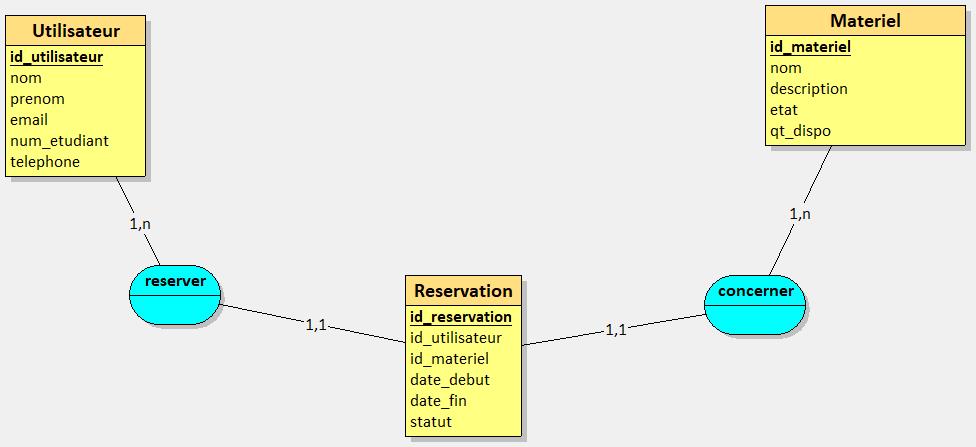 Utilisateur
id_utilisateur
nom
prenom
email
num_etudiant
telephone
Materiel
id_materiel
nom
description
etat
qt_dispo
1,n
1,n
reserver
concerner
Reservation
id_reservation
id_utilisateur
id_materiel
date_debut
date_fin
statut
1,1
1,1